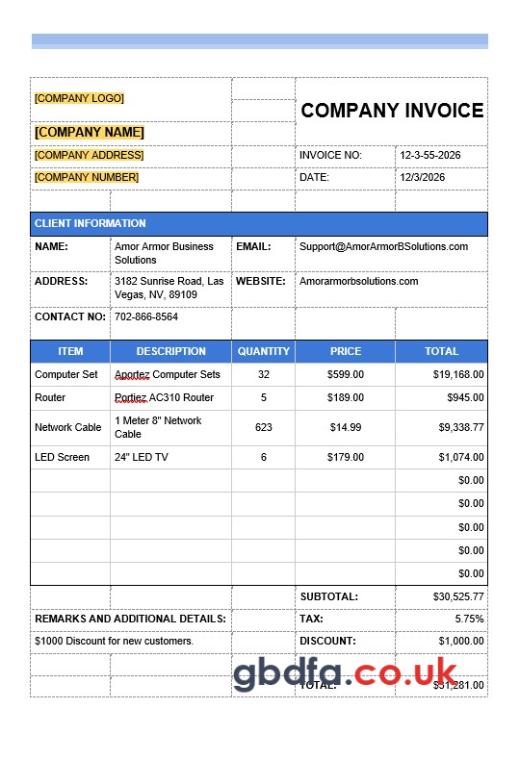 [COMPANY LOGO]
COMPANY INVOICE
[COMPANY NAME]
[COMPANY ADDRESS] INVOICE NO: 12-3-55-2026
[COMPANY NUMBER] DATE: 12/3/2026
CLIENT INFORMATION
NAME: Amor Armor Business Solutions EMAIL: Support@AmorArmorBSolutions.com
ADDRESS: 3182 Sunrise Road, Las Vegas, NV, 89109 WEBSITE: Amorarmorbsolutions.com
CONTACT NO: 702-866-8564
ITEM DESCRIPTION QUANTITY PRICE TOTAL
Computer Set Aportez Computer Sets 32 $599.00 $19,168.00
Router Portiez AC310 Router 5 $189.00 $945.00
Network Cable 1 Meter 8" Network Cable 623 $14.99 $9,338.77
LED Screen 24" LED TV 6 $179.00 $1,074.00
$0.00
$0.00
$0.00
$0.00
$0.00
SUBTOTAL: $30,525.77
REMARKS AND ADDITIONAL DETAILS: TAX: 5.75%
$1000 Discount for new customers. DISCOUNT: $1,000.00
gbdfa.co.uk
TOTAL: $31,281.00